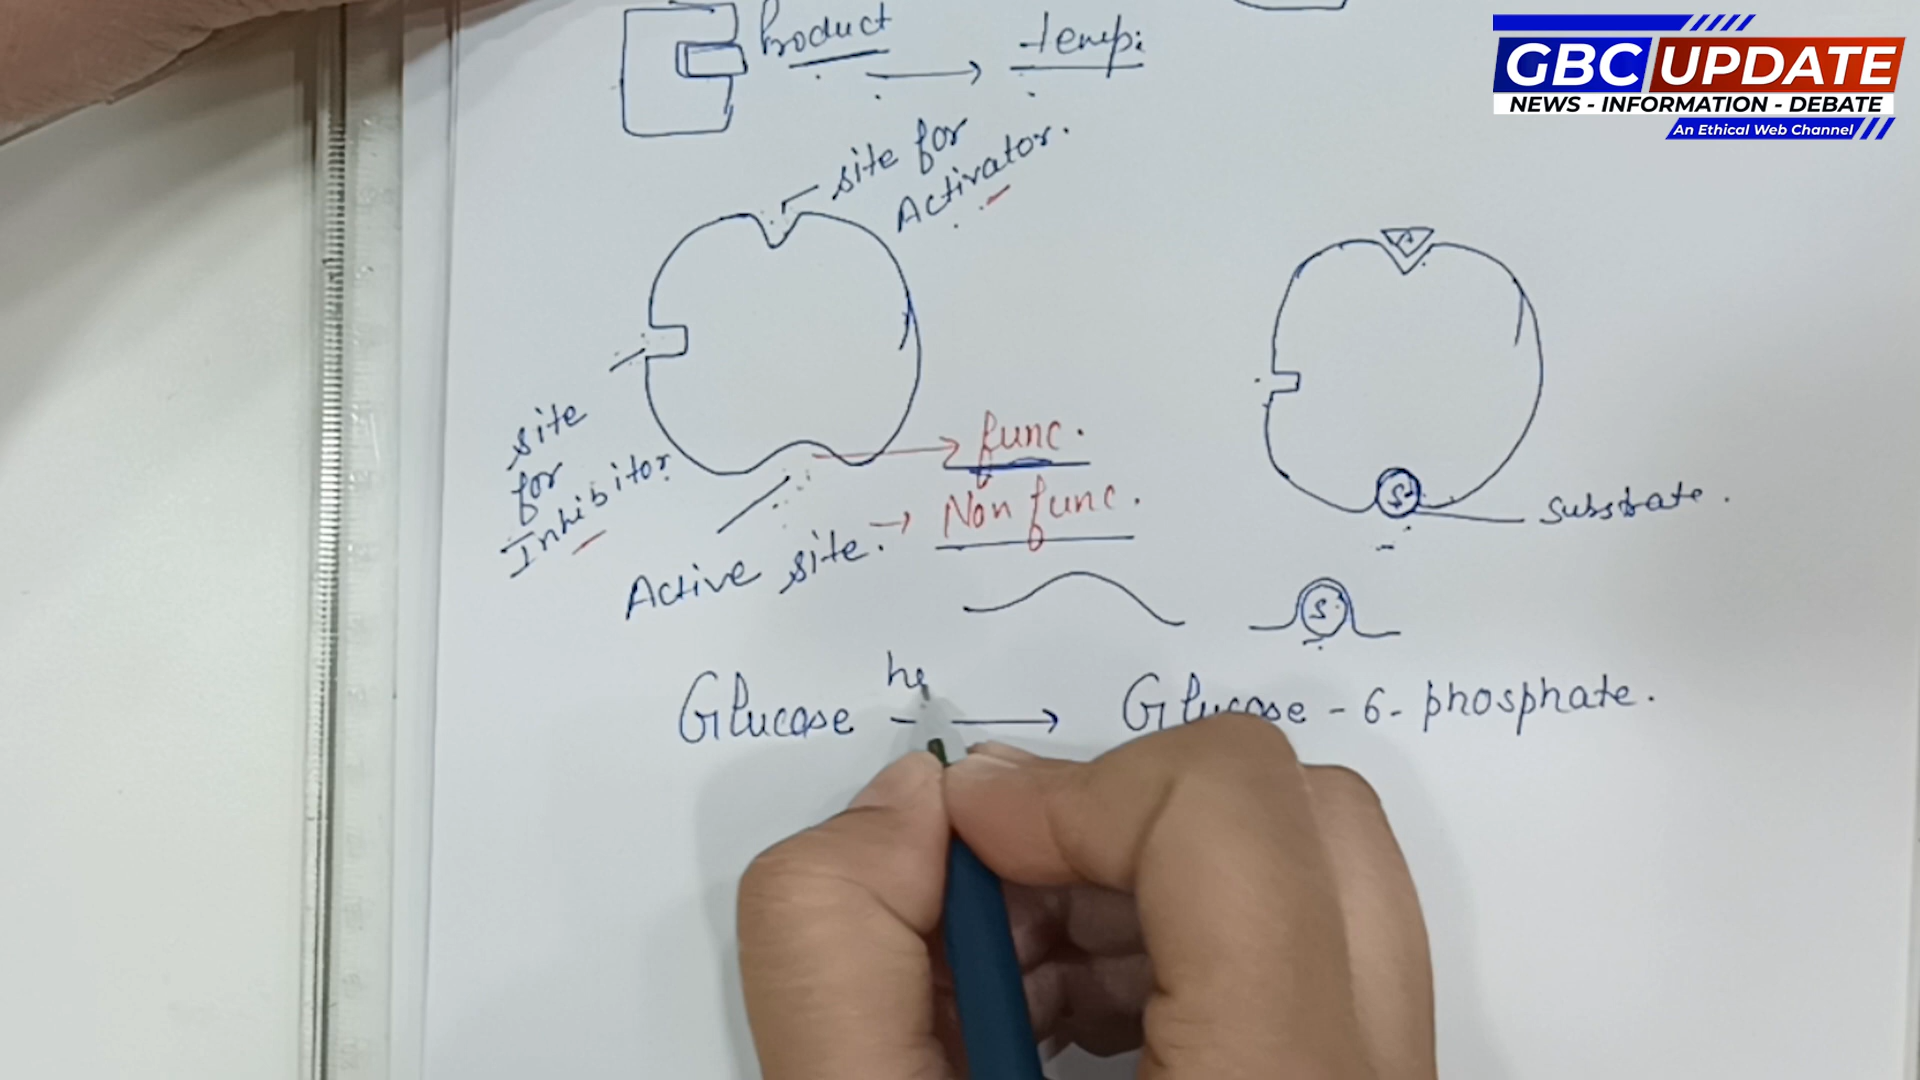 Product
temp:
GBC UPDATE
NEWS - INFORMATION - DEBATE
An Ethical Web Channel
site for
Activator.
site
for
Inhibitor
func.
Non func.
Active site.
S
Substrate.
S
he
Glucose
Glucose - 6 - phosphate.